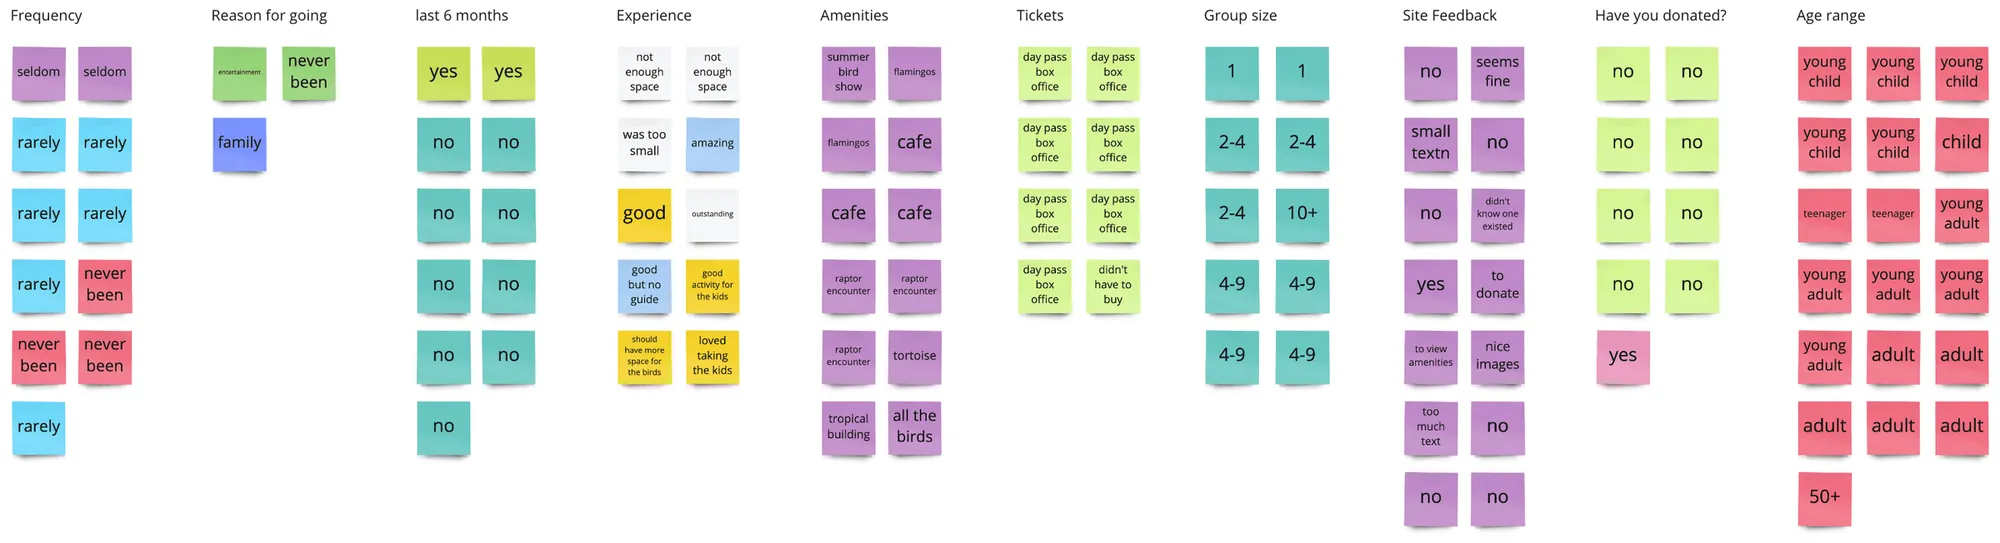 Frequency
seldom
seldom
rarely
rarely
rarely
rarely
rarely
never
been
never
been
never
been
rarely
Reason for going
entertainment
never
been
family
last 6 months
yes
yes
no
no
no
no
no
no
no
no
no
Experience
not
enough
space
not
enough
space
was too
small
amazing
good
outstanding
good
but no
guide
good
activity for
the kids
should
have more
space for
the birds
loved
taking
the kids
Amenities
summer
bird
show
flamingos
flamingos
cafe
cafe
cafe
raptor
encounter
raptor
encounter
raptor
encounter
tortoise
tropical
building
all the
birds
Tickets
day pass
box
office
day pass
box
office
day pass
box
office
day pass
box
office
day pass
box
office
day pass
box
office
day pass
box
office
didn't
have to
buy
Group size
1
1
2-4
2-4
2-4
10+
4-9
4-9
4-9
4-9
Site Feedback
no
seems
fine
small
textn
no
no
didn't
know one
existed
yes
to
donate
to view
amenities
nice
images
too
much
text
no
no
no
Have you donated?
no
no
no
no
no
no
no
no
yes
Age range
young
child
young
child
young
child
young
child
young
child
child
teenager
teenager
young
adult
young
adult
young
adult
young
adult
young
adult
adult
adult
adult
adult
adult
50+